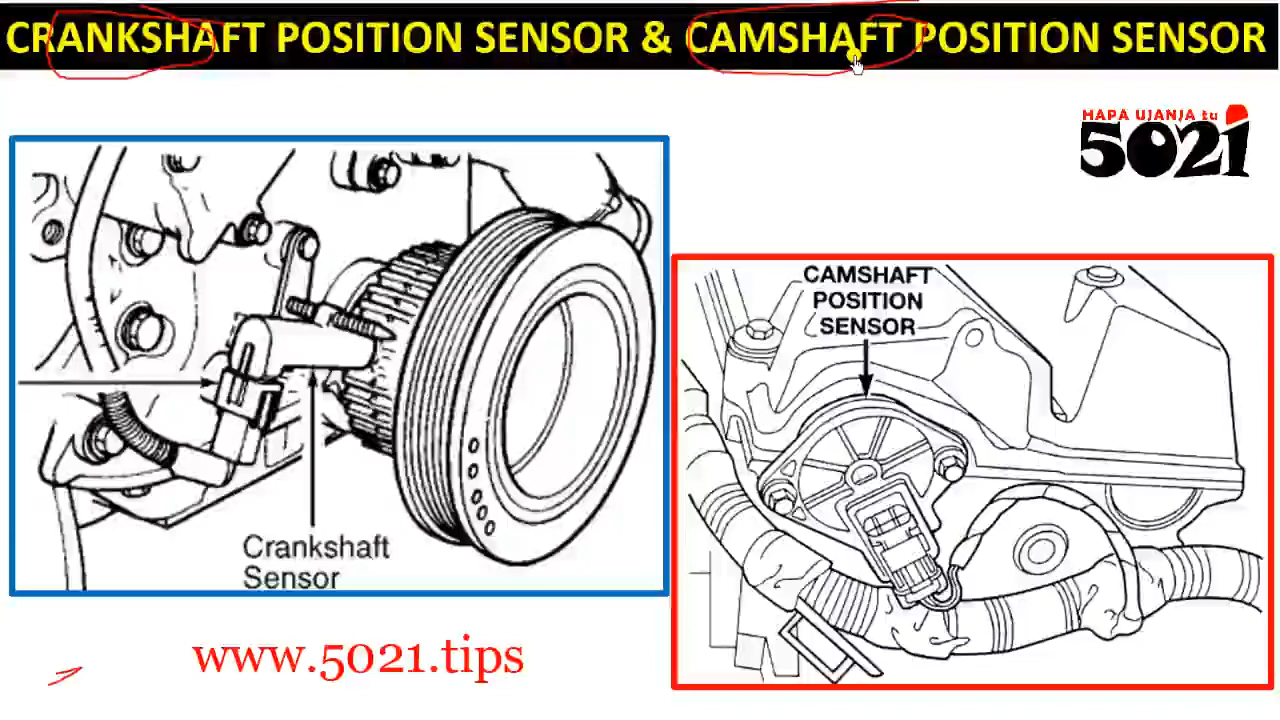 CRANKSHAFT POSITION SENSOR & CAMSHAFT POSITION SENSOR
HAPA UJANJA tu
5021
CAMSHAFT
POSITION
SENSOR
Crankshaft
Sensor
www.5021.tips